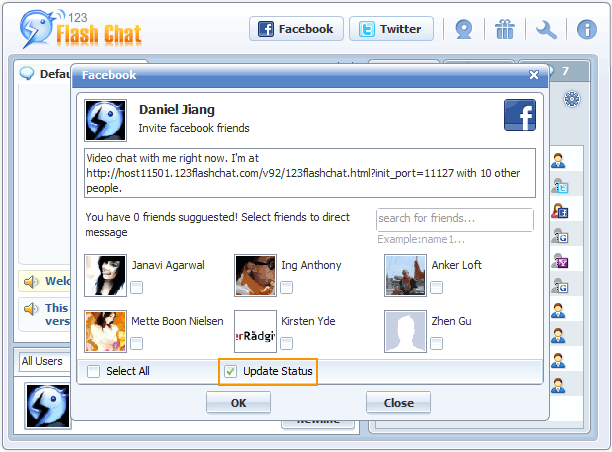 123
Flash Chat
Facebook
Twitter
Defau
7
Facebook
Daniel Jiang
Invite facebook friends
Video chat with me right now. I'm at
http://host11501.123flashchat.com/v92/123flashchat.html?init_port=11127 with 10 other
people.
You have 0 friends sugguested! Select friends to direct
message
search for friends...
Example:name1...
Janavi Agarwal
Ing Anthony
Anker Loft
Mette Boon Nielsen
erRådgiv
Kirsten Yde
Zhen Gu
Welc
This
vers
All Users
Select All
Update Status
OK
Close